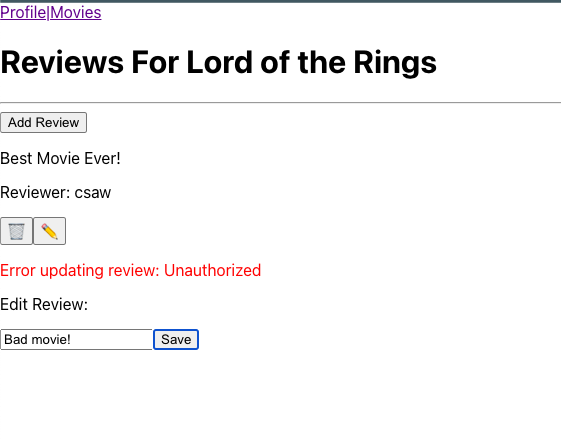 Profile|Movies
Reviews For Lord of the Rings
Add Review
Best Movie Ever!
Reviewer: csaw
Error updating review: Unauthorized
Edit Review:
Bad movie! Save